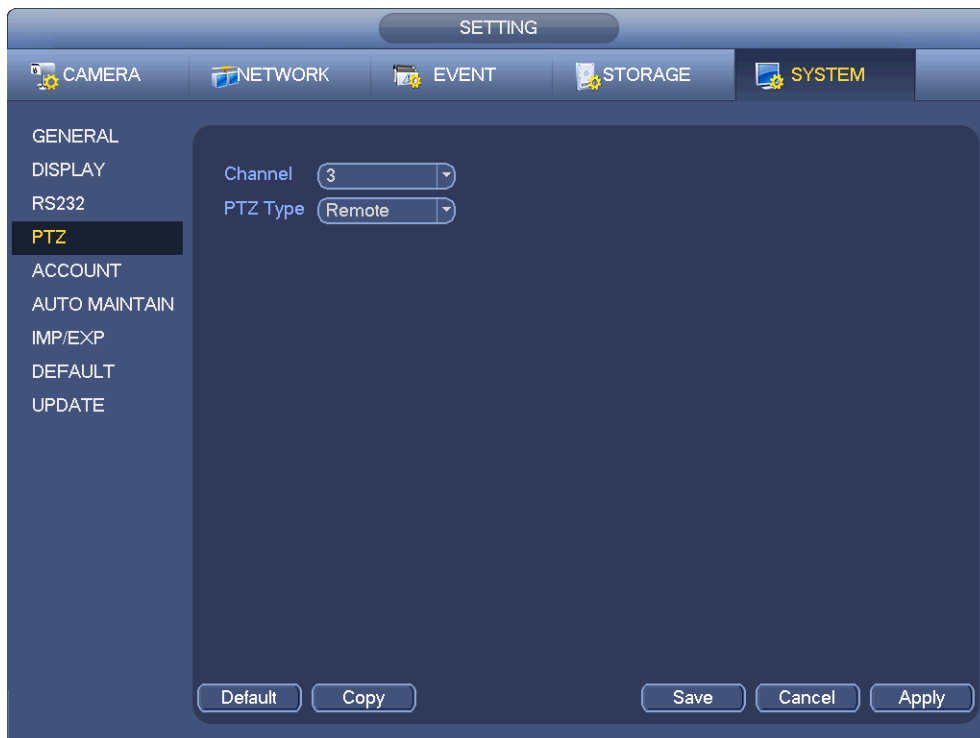 SETTING
CAMERA NETWORK EVENT STORAGE SYSTEM
GENERAL
DISPLAY
RS232
PTZ
ACCOUNT
AUTO MAINTAIN
IMP/EXP
DEFAULT
UPDATE
Channel 3
PTZ Type Remote
Default Copy Save Cancel Apply